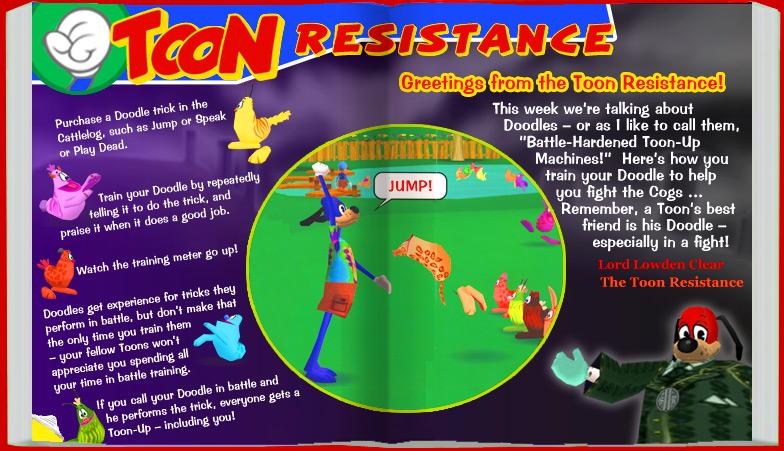 TOON RESISTANCE
Greetings from the Toon Resistance!
Purchase a Doodle trick in the
Cattlelog, such as Jump or Speak
or Play Dead.
Train your Doodle by repeatedly
telling it to do the trick, and
praise it when it does a good job.
Watch the training meter go up!
Doodles get experience for tricks they
perform in battle, but don't make that
the only time you train them
– your fellow Toons won't
appreciate you spending all
your time in battle training.
If you call your Doodle in battle and
he performs the trick, everyone gets a
Toon-Up – including you!
JUMP!
This week we're talking about
Doodles – or as I like to call them,
"Battle-Hardened Toon-Up
Machines!" Here's how you
train your Doodle to help
you fight the Cogs ...
Remember, a Toon's best
friend is his Doodle –
especially in a fight!
Lord Lowden Clear
The Toon Resistance